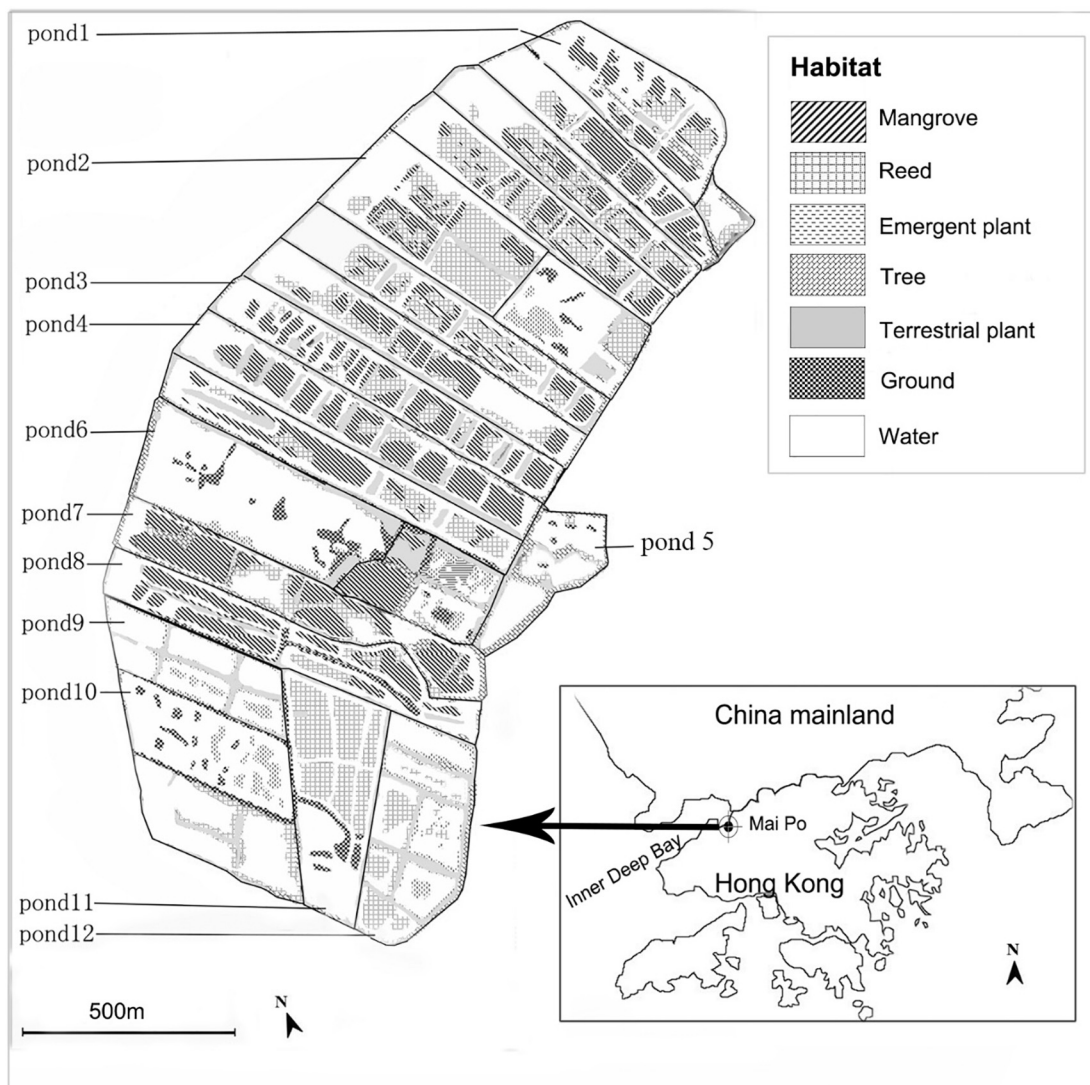 pond1
pond2
pond3
pond4
pond6
pond7
pond8
pond9
pond10
pond11
pond12
pond 5
Habitat
Mangrove
Reed
Emergent plant
Tree
Terrestrial plant
Ground
Water
China mainland
Mai Po
Inner Deep Bay
Hong Kong
N
500m
N